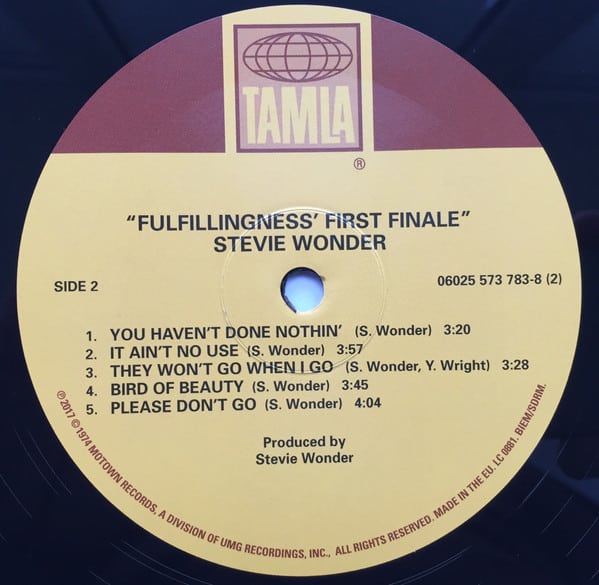 TAMLA
®
"FULFILLINGNESS' FIRST FINALE"
STEVIE WONDER
SIDE 2
06025 573 783-8 (2)
1. YOU HAVEN'T DONE NOTHIN' (S. Wonder) 3:20
2. IT AIN'T NO USE (S. Wonder) 3:57
3. THEY WON'T GO WHEN I GO (S. Wonder, Y. Wright) 3:28
4. BIRD OF BEAUTY (S. Wonder) 3:45
5. PLEASE DON'T GO (S. Wonder) 4:04
Produced by
Stevie Wonder
℗ 2017 © 1974 MOTOWN RECORDS, A DIVISION OF UMG RECORDINGS, INC., ALL RIGHTS RESERVED. MADE IN THE EU. LC 0881. BIEM/SDRM.